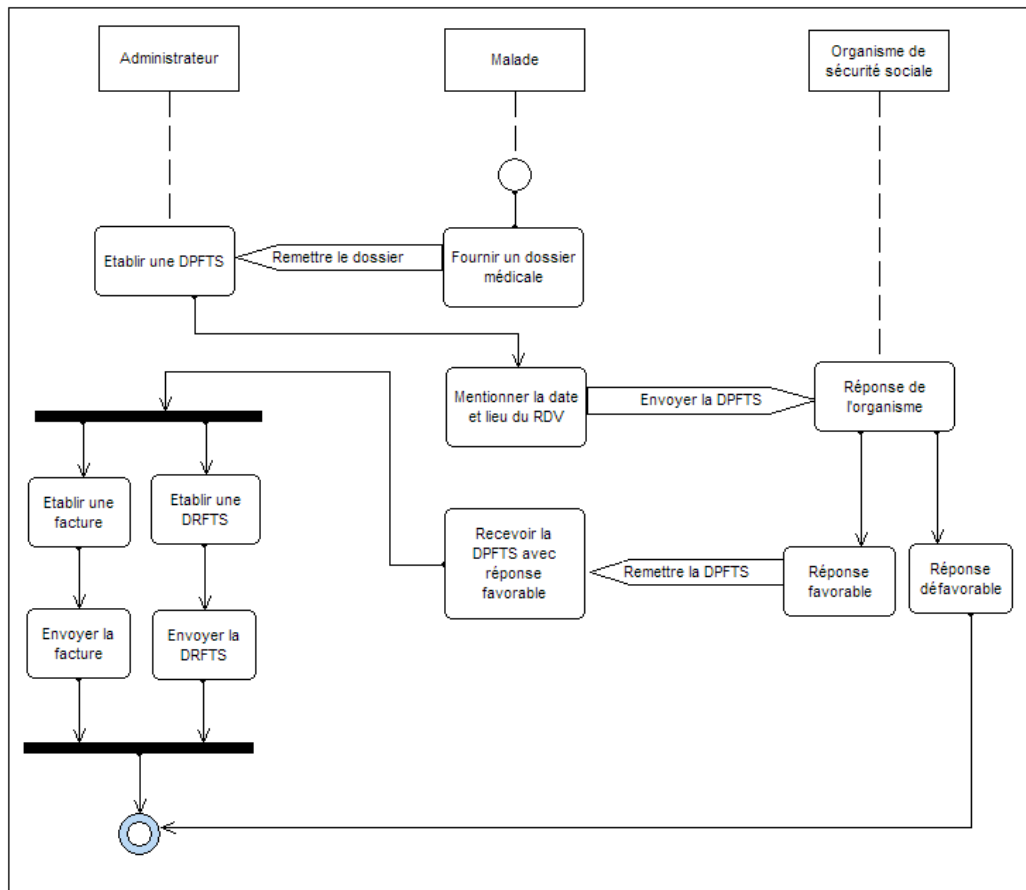 Administrateur
Malade
Organisme de
sécurité sociale
Etablir une DPFTS
Remettre le dossier
Fournir un dossier
médicale
Mentionner la date
et lieu du RDV
Envoyer la DPFTS
Réponse de
l'organisme
Etablir une
facture
Etablir une
DRFTS
Recevoir la
DPFTS avec
réponse
favorable
Remettre la DPFTS
Réponse
favorable
Réponse
défavorable
Envoyer la
facture
Envoyer la
DRFTS